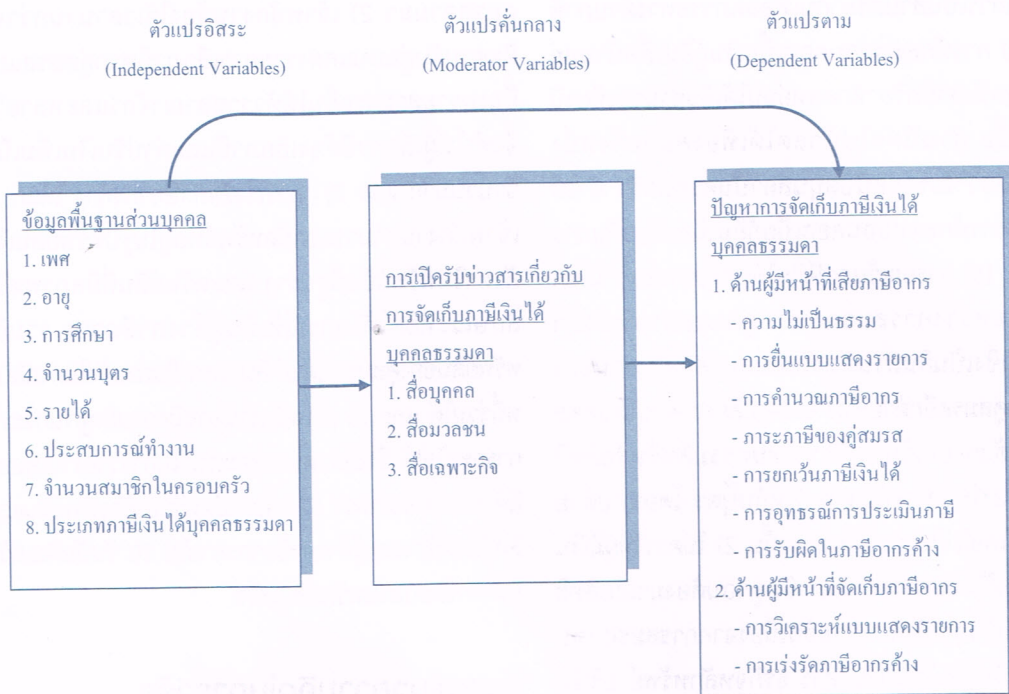 ตัวแปรอิสระ
(Independent Variables)
ตัวแปรคั่นกลาง
(Moderator Variables)
ตัวแปรตาม
(Dependent Variables)
ข้อมูลพื้นฐานส่วนบุคคล
1. เพศ
2. อายุ
3. การศึกษา
4. จำนวนบุตร
5. รายได้
6. ประสบการณ์ทำงาน
7. จำนวนสมาชิกในครอบครัว
8. ประเภทภาษีเงินได้บุคคลธรรมดา
การเปิดรับข่าวสารเกี่ยวกับ
การจัดเก็บภาษีเงินได้
บุคคลธรรมดา
1. สื่อบุคคล
2. สื่อมวลชน
3. สื่อเฉพาะกิจ
ปัญหาการจัดเก็บภาษีเงินได้
บุคคลธรรมดา
1. ด้านผู้มีหน้าที่เสียภาษีอากร
- ความไม่เป็นธรรม
- การยื่นแบบแสดงรายการ
- การคำนวณภาษีอากร
- ภาระภาษีของคู่สมรส
- การยกเว้นภาษีเงินได้
- การอุทธรณ์การประเมินภาษี
- การรับผิดในภาษีอากรค้าง
2. ด้านผู้มีหน้าที่จัดเก็บภาษีอากร
- การวิเคราะห์แบบแสดงรายการ
- การเร่งรัดภาษีอากรค้าง